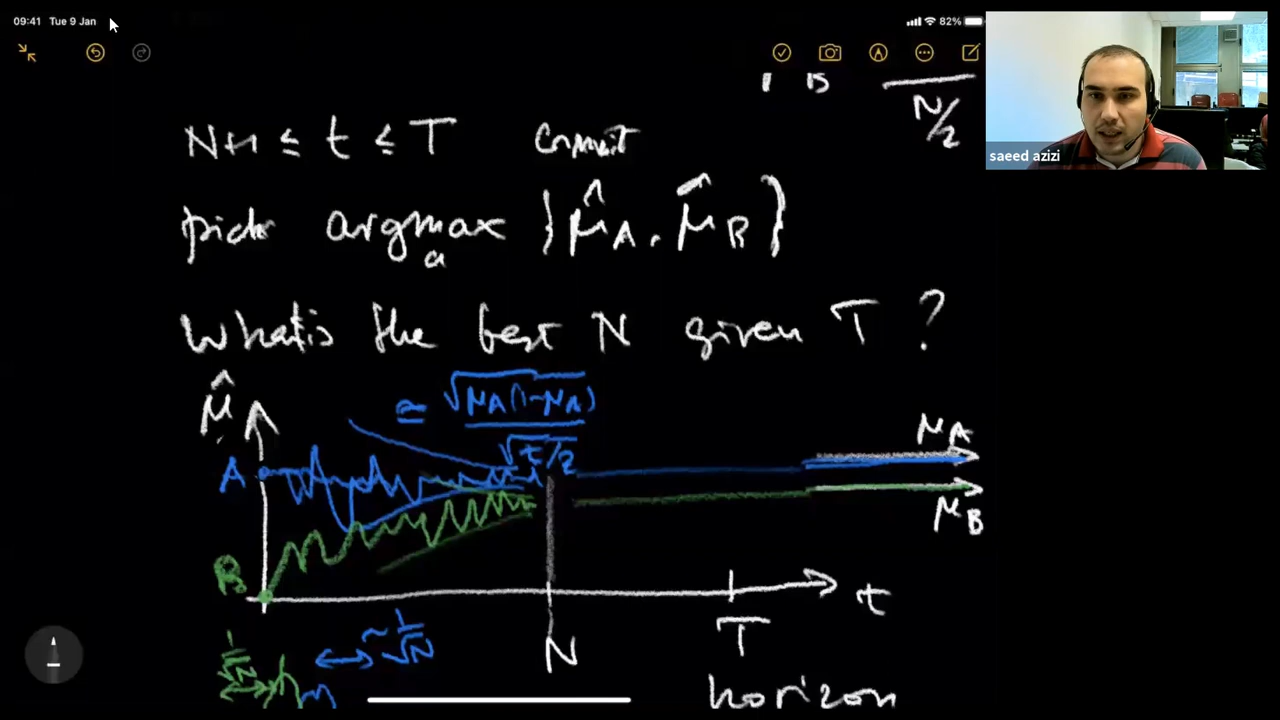 09:41 Tue 9 Jan
82%
saeed azizi
B
N/2
N+1 ≤ t ≤ T commit
pick argmax { μ̂A, μ̂B }
a
What's the best N given T ?
μ̂
≃ √μA(1-μA)
√t/2
A
μA
μB
B
t
N
T
1/√N
~ 1/√N
horizon